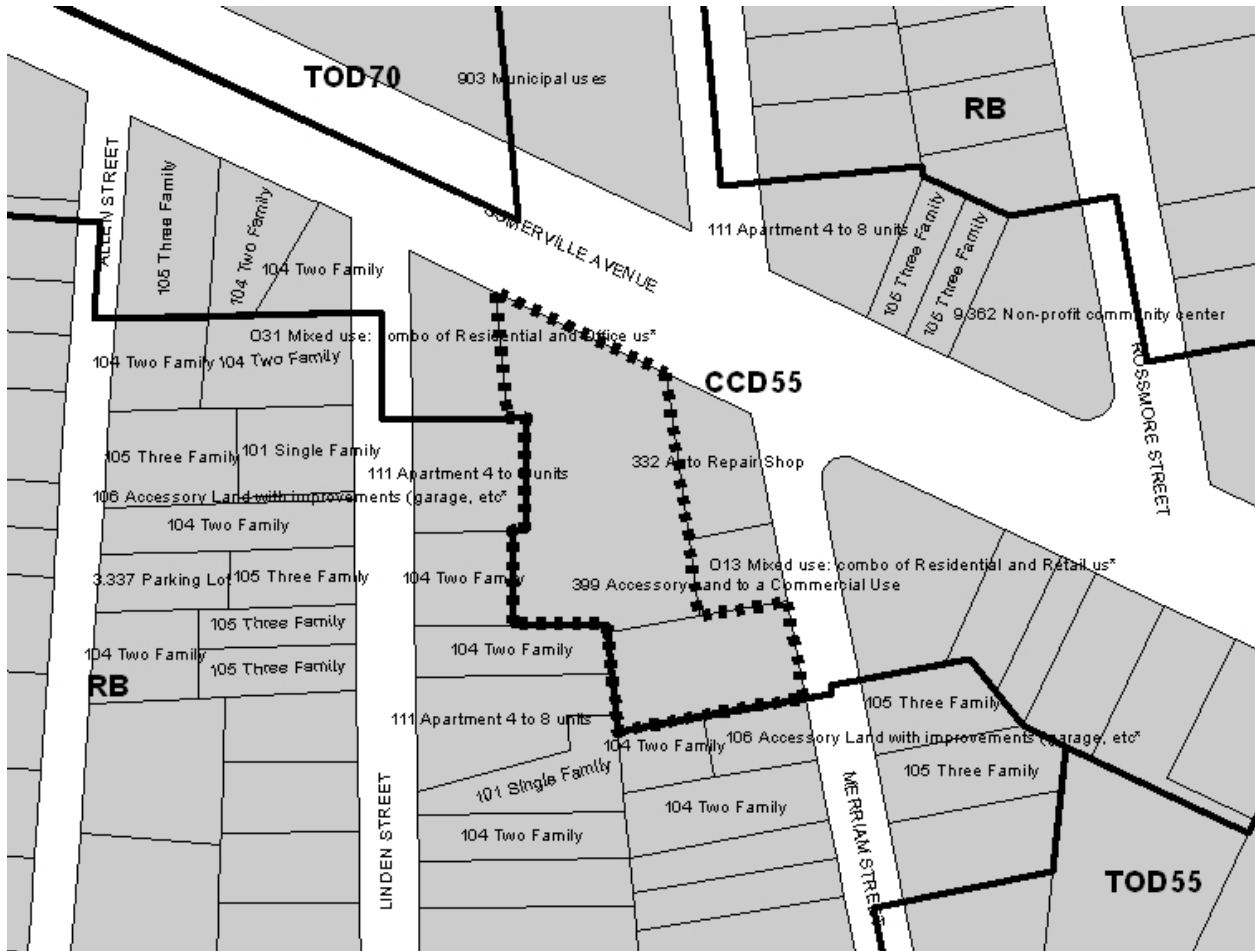 TOD70
903 Municipal uses
RB
ALLEN STREET
105 Three Family
104 Two Family
104 Two Family
SOMERVILLE AVENUE
111 Apartment 4 to 8 units
105 Three Family
105 Three Family
9,362 Non-profit community center
O31 Mixed use: combo of Residential and Office us*
104 Two Family
104 Two Family
CCD55
ROSSMORE STREET
105 Three Family
101 Single Family
111 Apartment 4 to 8 units
332 Auto Repair Shop
106 Accessory Land with improvements (garage, etc*
104 Two Family
3,337 Parking Lot
105 Three Family
104 Two Family
399 Accessory Land to a Commercial Use
O13 Mixed use: combo of Residential and Retail us*
105 Three Family
104 Two Family
105 Three Family
104 Two Family
RB
111 Apartment 4 to 8 units
105 Three Family
104 Two Family
106 Accessory Land with improvements (garage, etc*
101 Single Family
105 Three Family
104 Two Family
104 Two Family
LINDEN STREET
MERRIAM STREET
TOD55